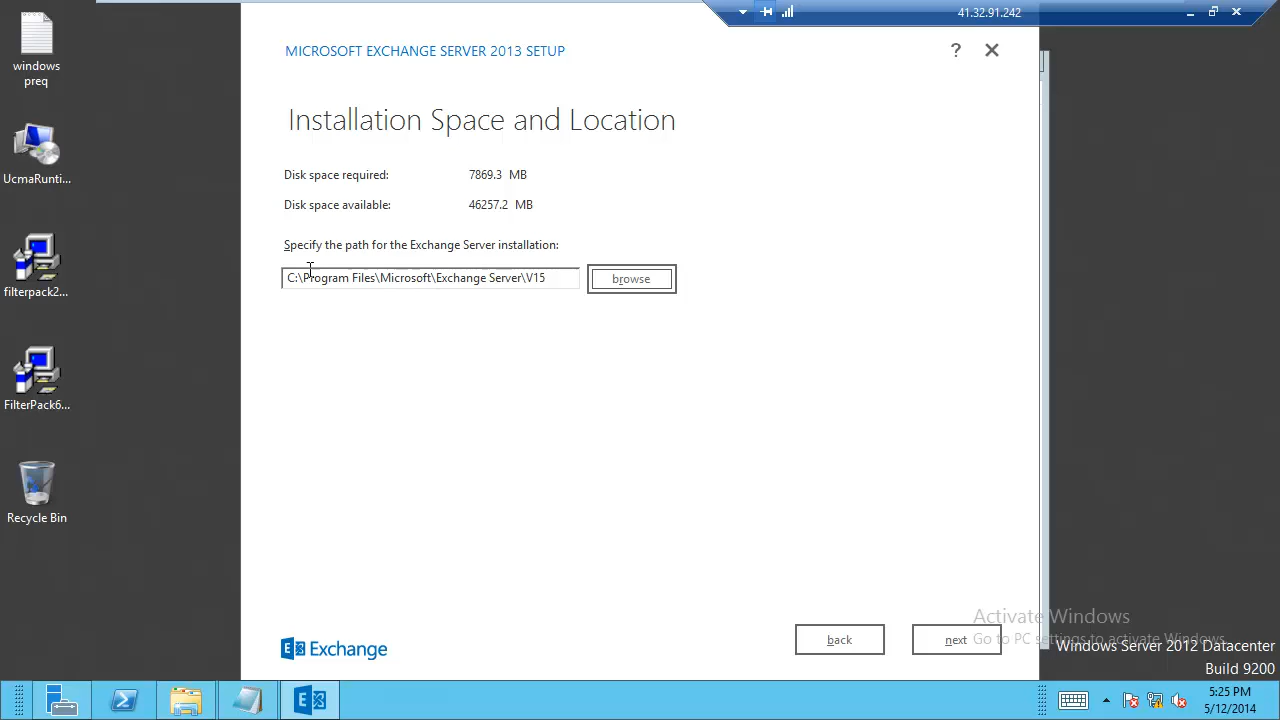 41.32.91.242
windows
preq
UcmaRunti...
filterpack2...
FilterPack6...
Recycle Bin
MICROSOFT EXCHANGE SERVER 2013 SETUP
?
Installation Space and Location
Disk space required: 7869.3 MB
Disk space available: 46257.2 MB
Specify the path for the Exchange Server installation:
C:\Program Files\Microsoft\Exchange Server\V15 browse
Exchange
back next
Activate Windows
Go to PC settings to activate Windows.
Windows Server 2012 Datacenter
Build 9200
5:25 PM
5/12/2014